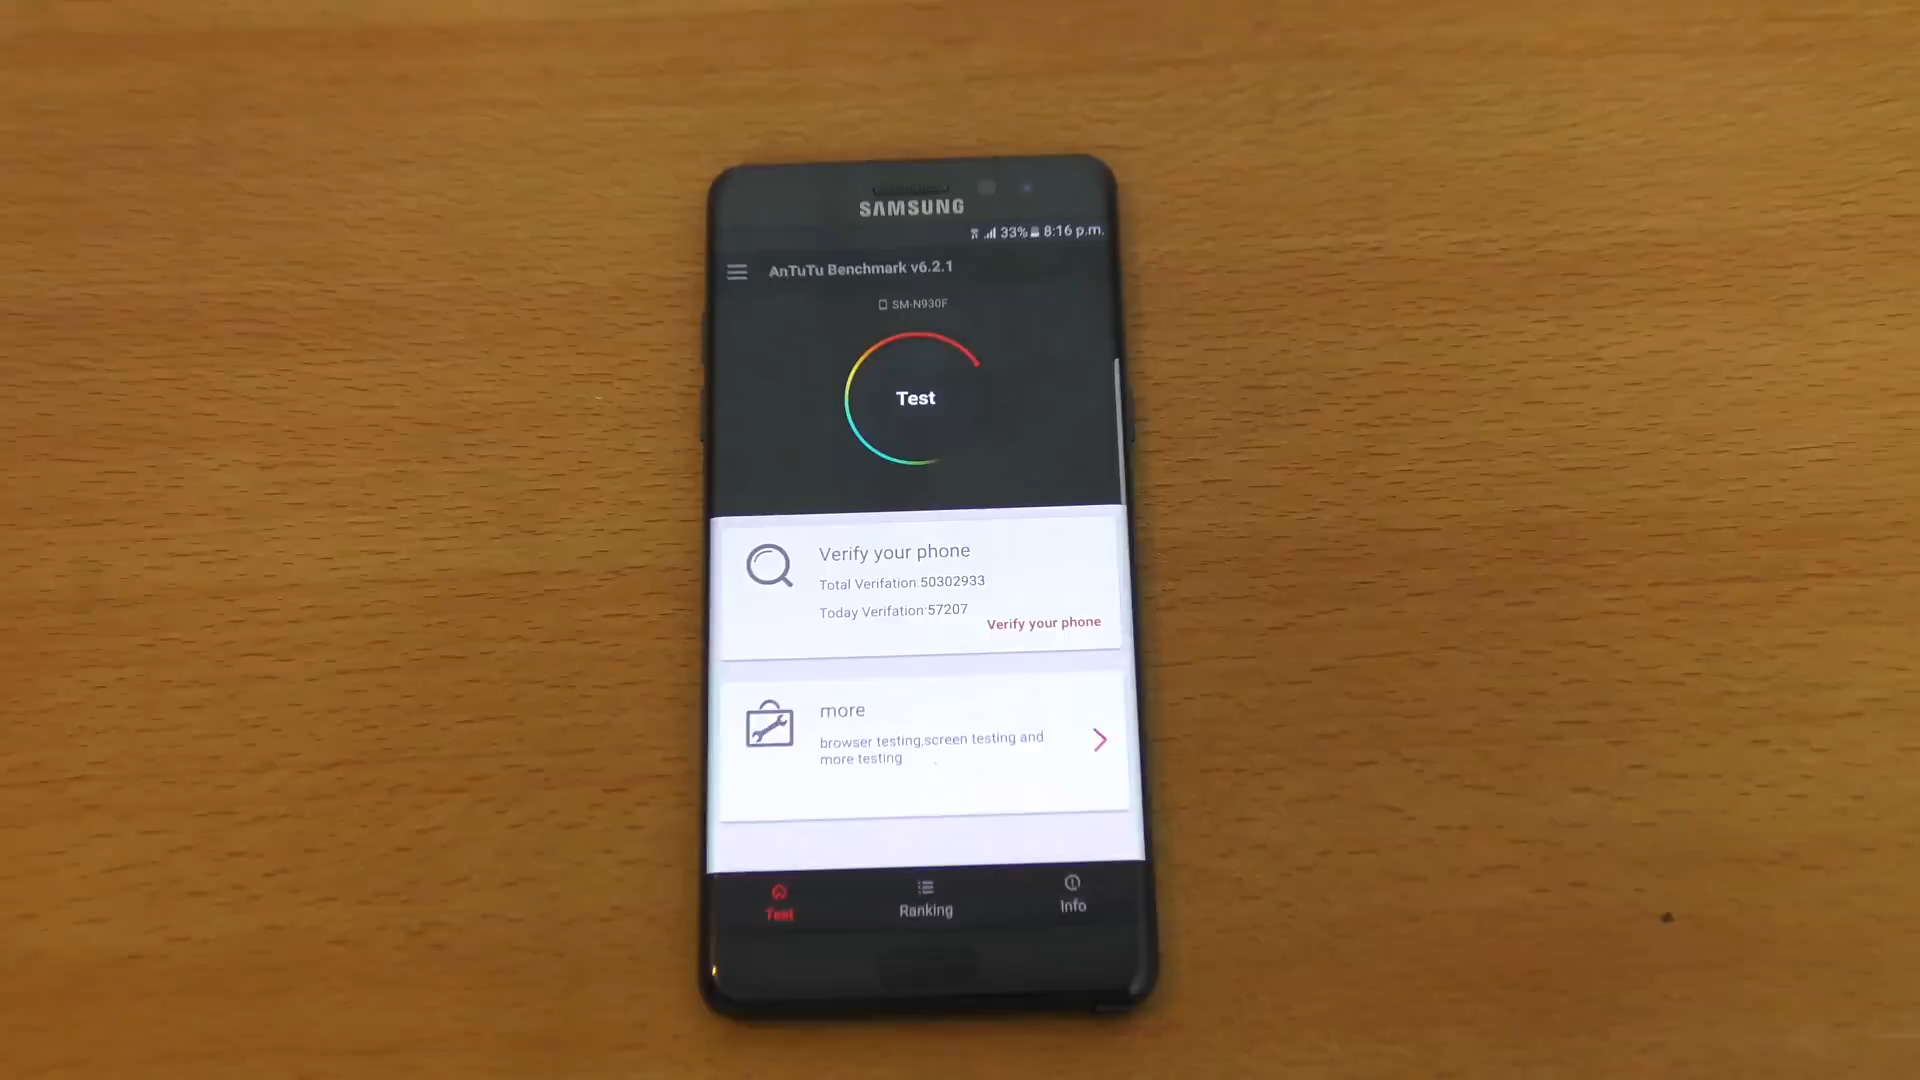 SAMSUNG
33% 8:16 p.m.
AnTuTu Benchmark v6.2.1
SM-N930F
Test
Verify your phone
Total Verifation:50302933
Today Verifation:57207
Verify your phone
more
browser testing,screen testing and
more testing
Test
Ranking
Info